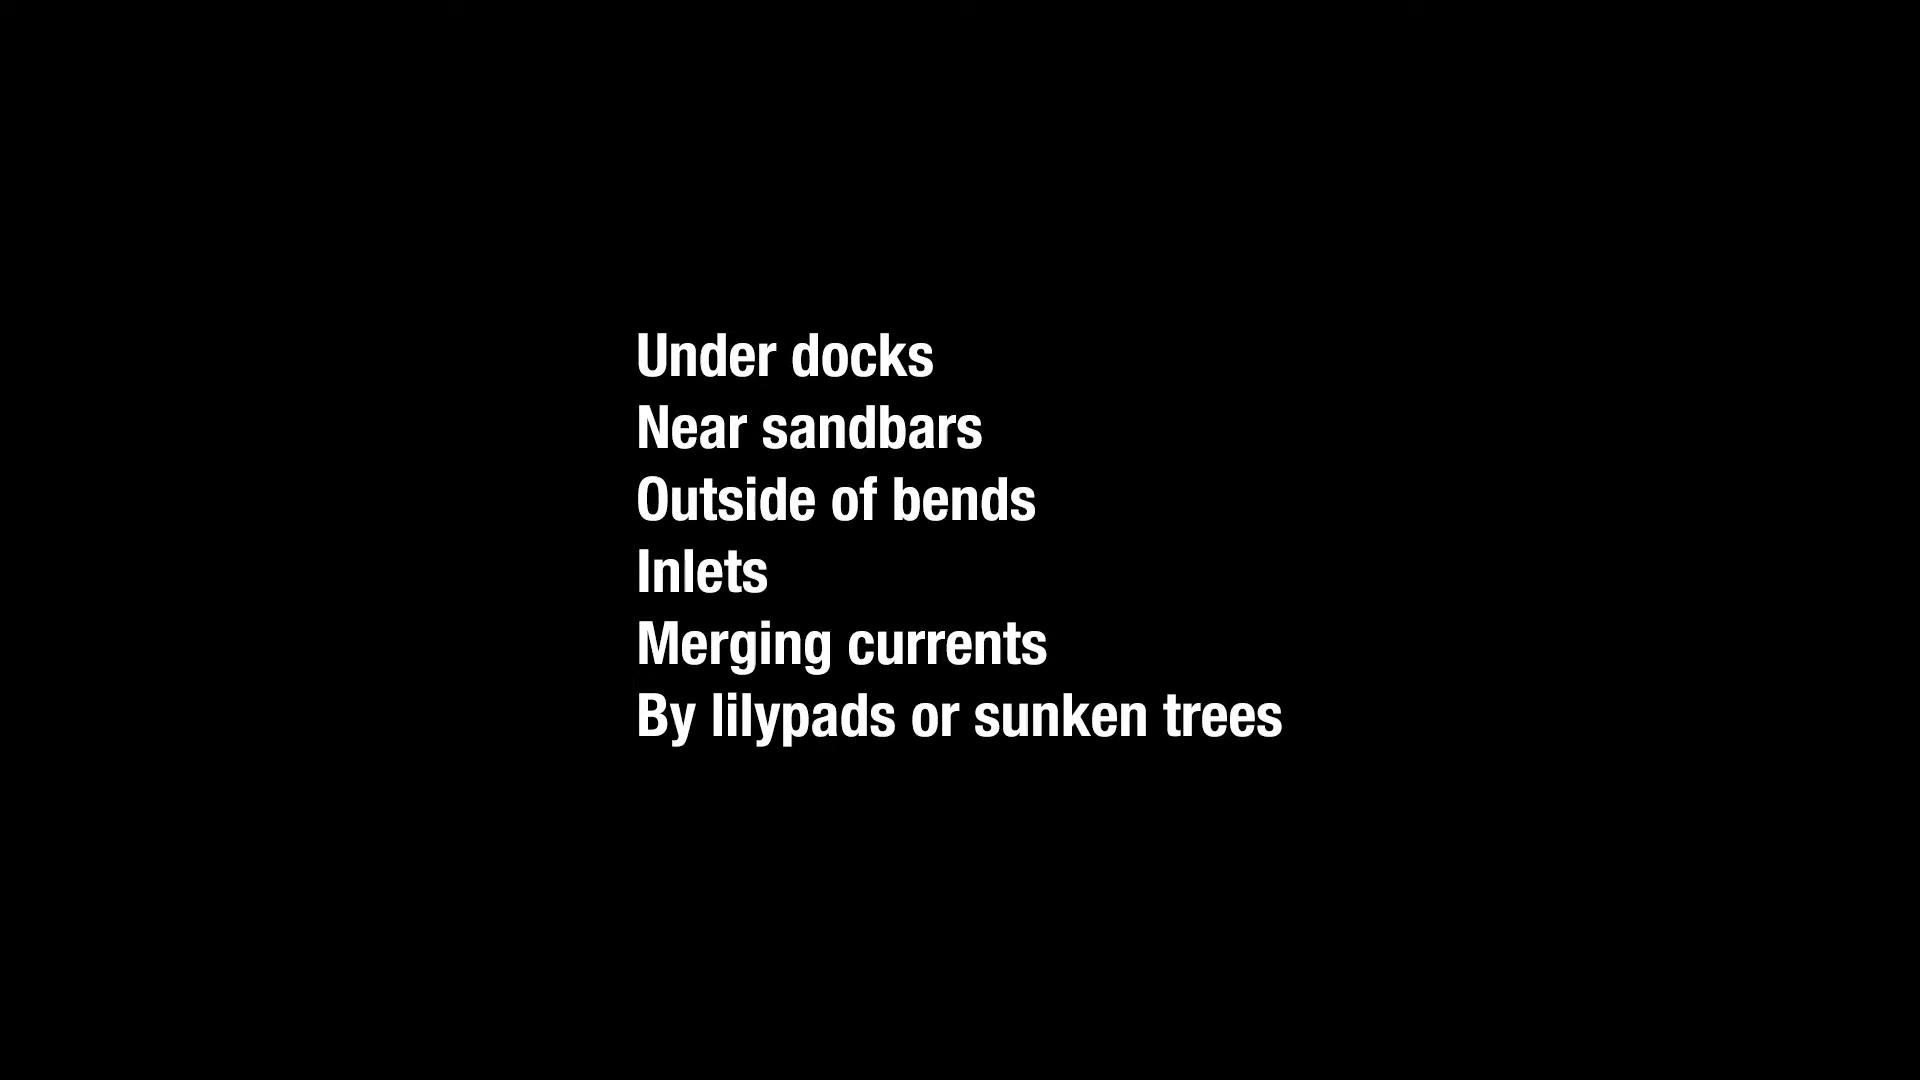 Under docks
Near sandbars
Outside of bends
Inlets
Merging currents
By lilypads or sunken trees